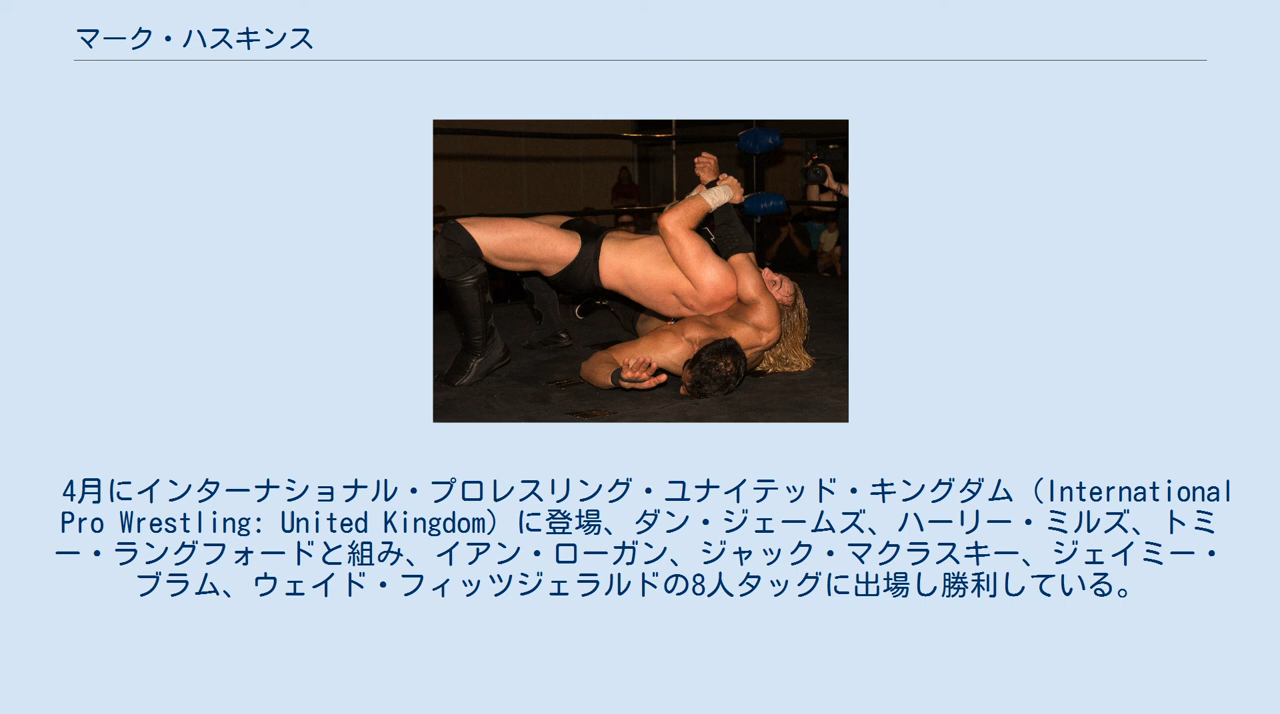 マーク・ハスキンス
4月にインターナショナル・プロレスリング・ユナイテッド・キングダム（International
Pro Wrestling: United Kingdom）に登場、ダン・ジェームズ、ハーリー・ミルズ、トミ
ー・ラングフォードと組み、イアン・ローガン、ジャック・マクラスキー、ジェイミー・
ブラム、ウェイド・フィッツジェラルドの8人タッグに出場し勝利している。